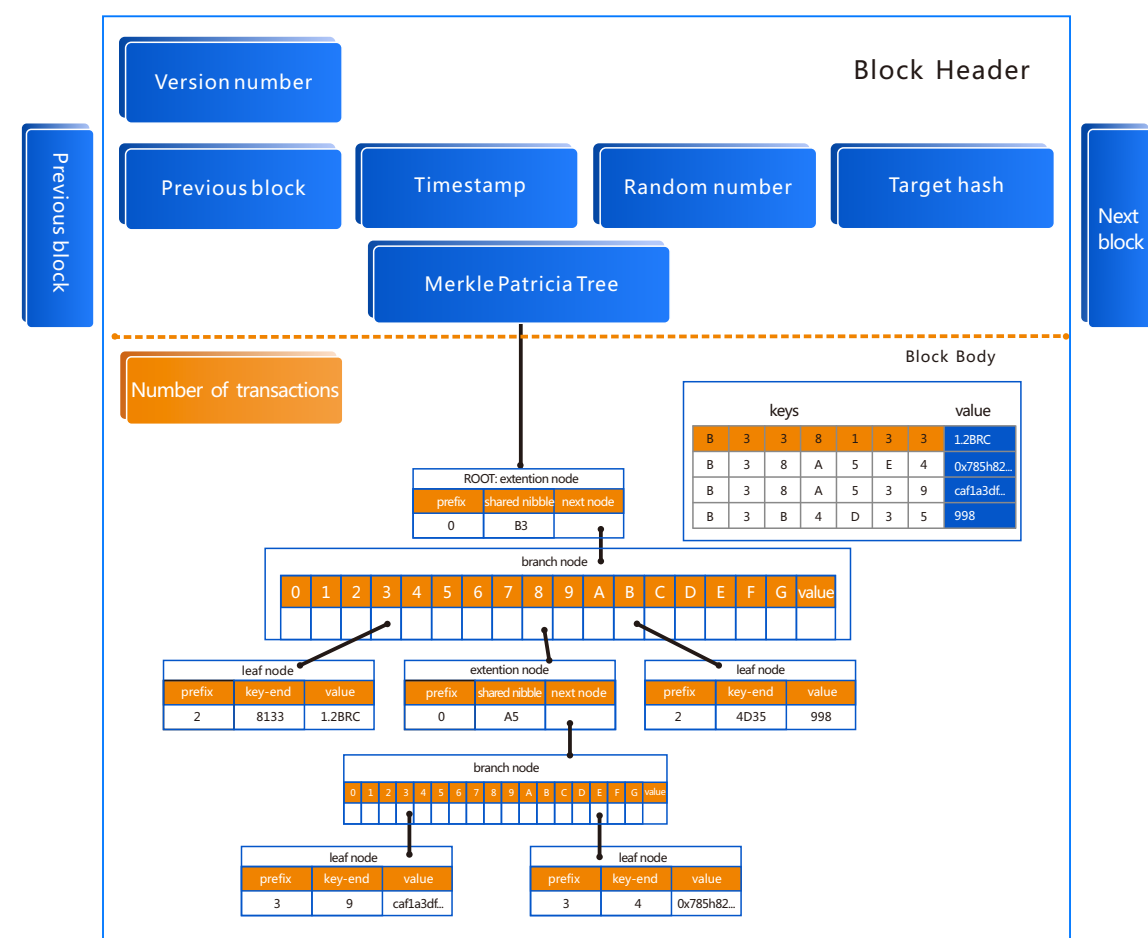 Version number
Block Header
Previous block
Previous block
Timestamp
Random number
Target hash
Next
block
Merkle Patricia Tree
Block Body
Number of transactions
keys value
B 3 3 8 1 3 3 1.2BRC
B 3 8 A 5 E 4 0x785h82...
B 3 8 A 5 3 9 caf1a3df...
B 3 B 4 D 3 5 998
ROOT: extention node
prefix shared nibble next node
0 B3
branch node
0 1 2 3 4 5 6 7 8 9 A B C D E F G value
leaf node
prefix key-end value
2 8133 1.2BRC
extention node
prefix shared nibble next node
0 A5
leaf node
prefix key-end value
2 4D35 998
branch node
0 1 2 3 4 5 6 7 8 9 A B C D E F G value
leaf node
prefix key-end value
3 9 caf1a3df...
leaf node
prefix key-end value
3 4 0x785h82...